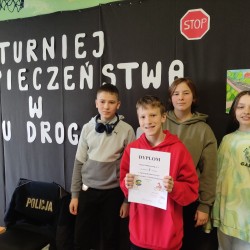 STOP
TURNIEJ
PIECZEŃSTWA
W
U DROG
DYPLOM
POLICJA